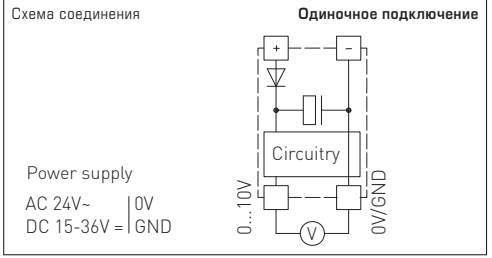 Схема соединения
Одиночное подключение
+ −
Circuitry
Power supply
AC 24V~ 0V
DC 15-36V = GND
0...10V
0V/GND
V